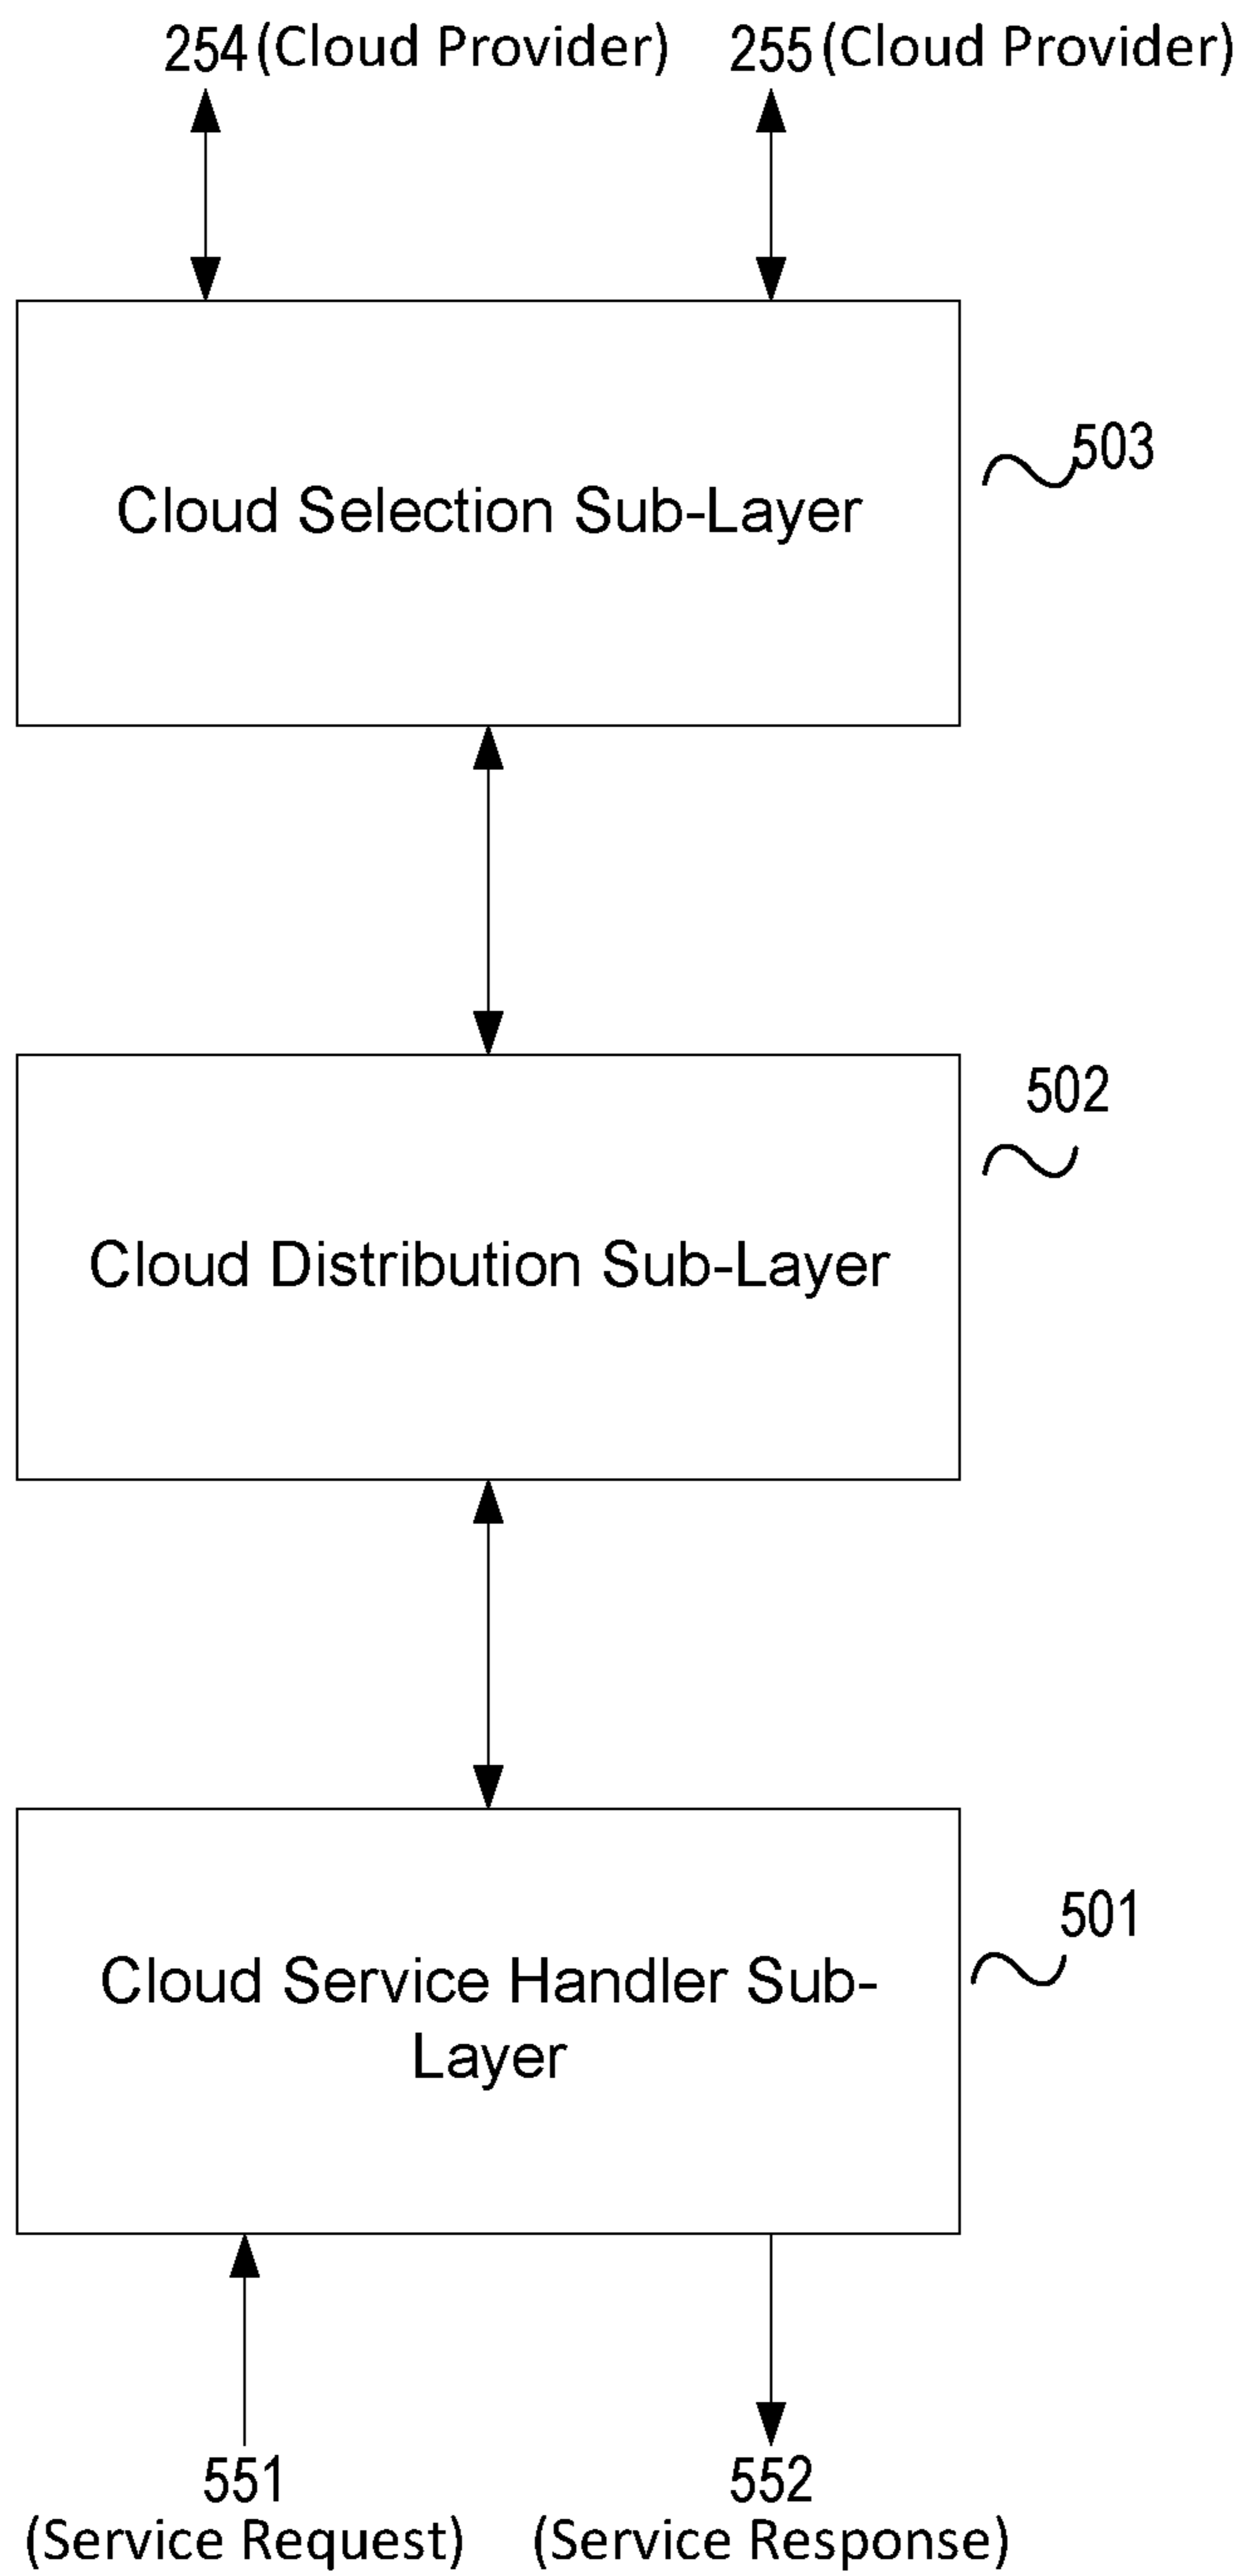 254 (Cloud Provider) 255 (Cloud Provider)
503
Cloud Selection Sub-Layer
502
Cloud Distribution Sub-Layer
501
Cloud Service Handler Sub-
Layer
551 552
(Service Request) (Service Response)